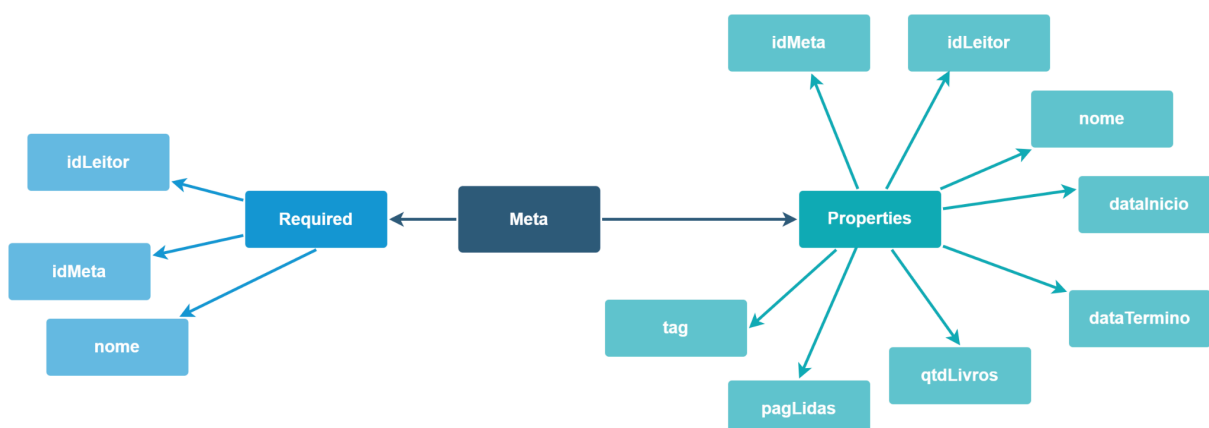 idMeta
idLeitor
nome
idLeitor
dataInicio
Required
Meta
Properties
idMeta
dataTermino
tag
nome
qtdLivros
pagLidas